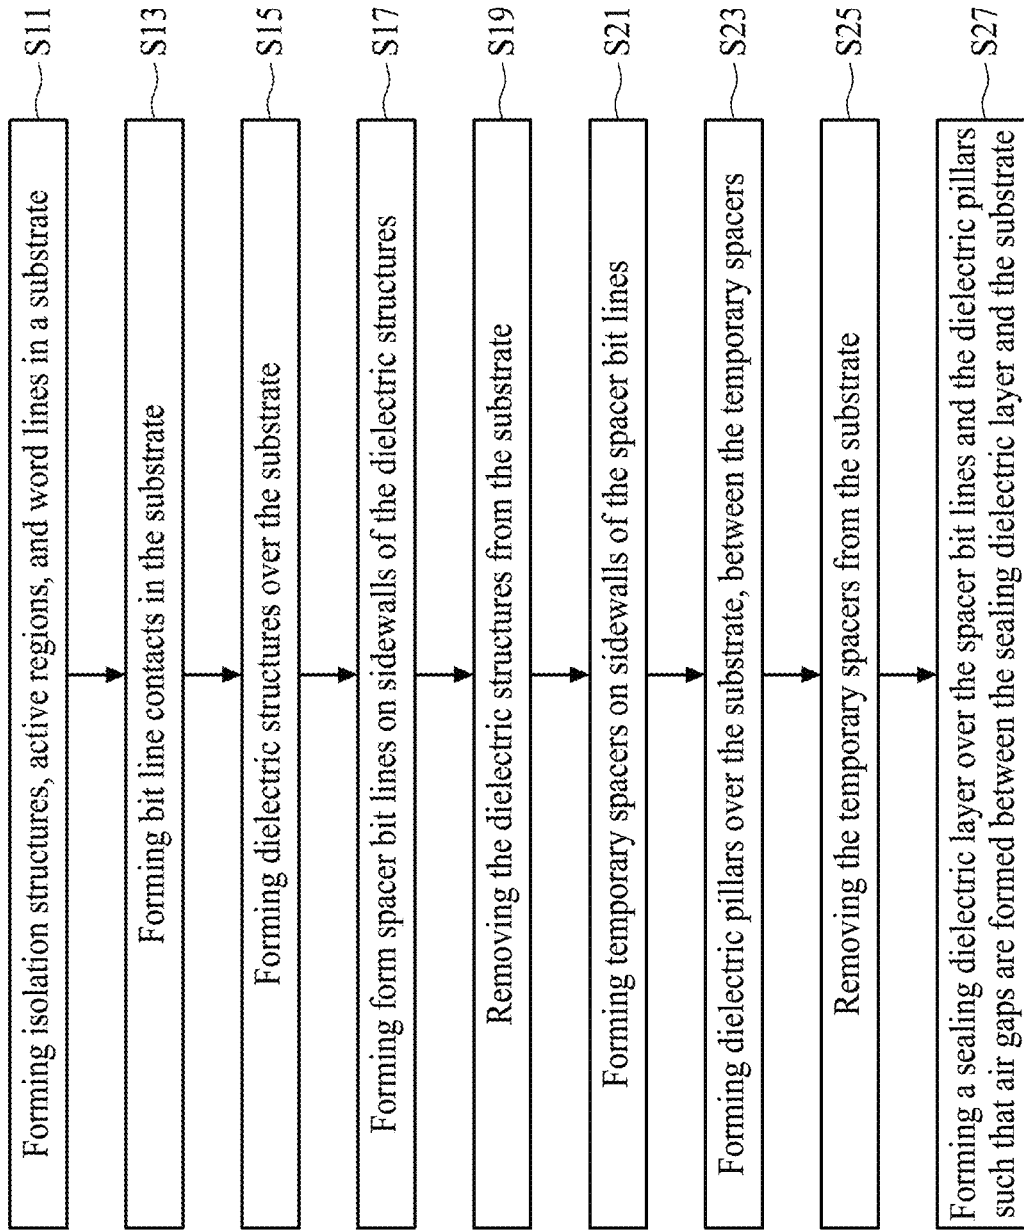 Forming isolation structures, active regions, and word lines in a substrate
S11
Forming bit line contacts in the substrate
S13
Forming dielectric structures over the substrate
S15
Forming form spacer bit lines on sidewalls of the dielectric structures
S17
Removing the dielectric structures from the substrate
S19
Forming temporary spacers on sidewalls of the spacer bit lines
S21
Forming dielectric pillars over the substrate, between the temporary spacers
S23
Removing the temporary spacers from the substrate
S25
Forming a sealing dielectric layer over the spacer bit lines and the dielectric pillars
such that air gaps are formed between the sealing dielectric layer and the substrate
S27